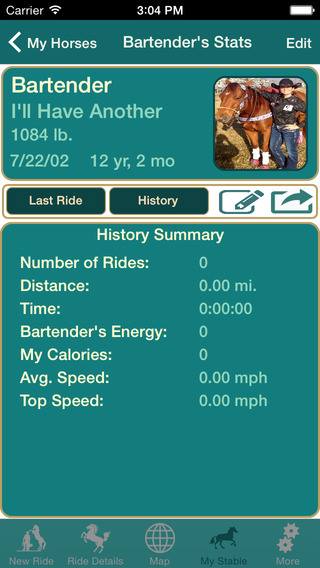 Carrier 3:04 PM
My Horses Bartender's Stats Edit
Bartender
I'll Have Another
1084 lb.
7/22/02 12 yr, 2 mo
Last Ride History
History Summary
Number of Rides: 0
Distance: 0.00 mi.
Time: 0:00:00
Bartender's Energy: 0
My Calories: 0
Avg. Speed: 0.00 mph
Top Speed: 0.00 mph
New Ride Ride Details Map My Stable More